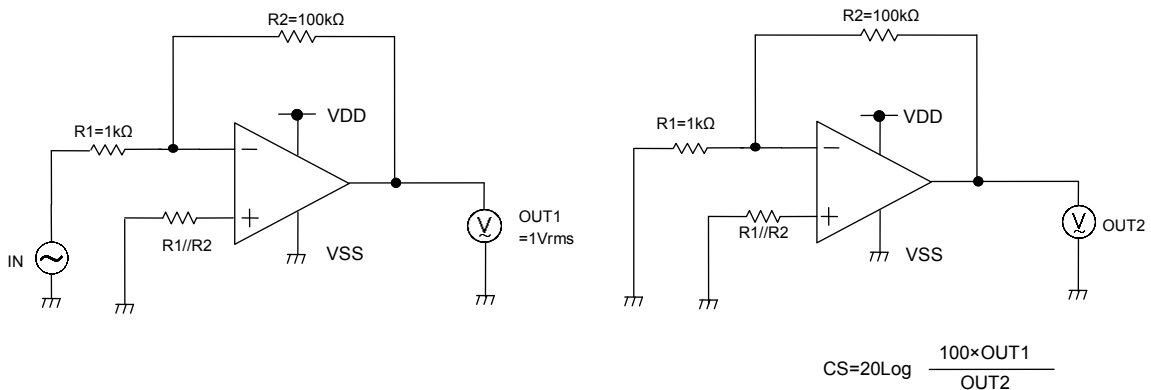 R2=100kΩ
VDD
R1=1kΩ
−
+
R1//R2
VSS
V
OUT1
=1Vrms
IN
R2=100kΩ
VDD
R1=1kΩ
−
+
R1//R2
VSS
V
OUT2
CS=20Log 100×OUT1
OUT2